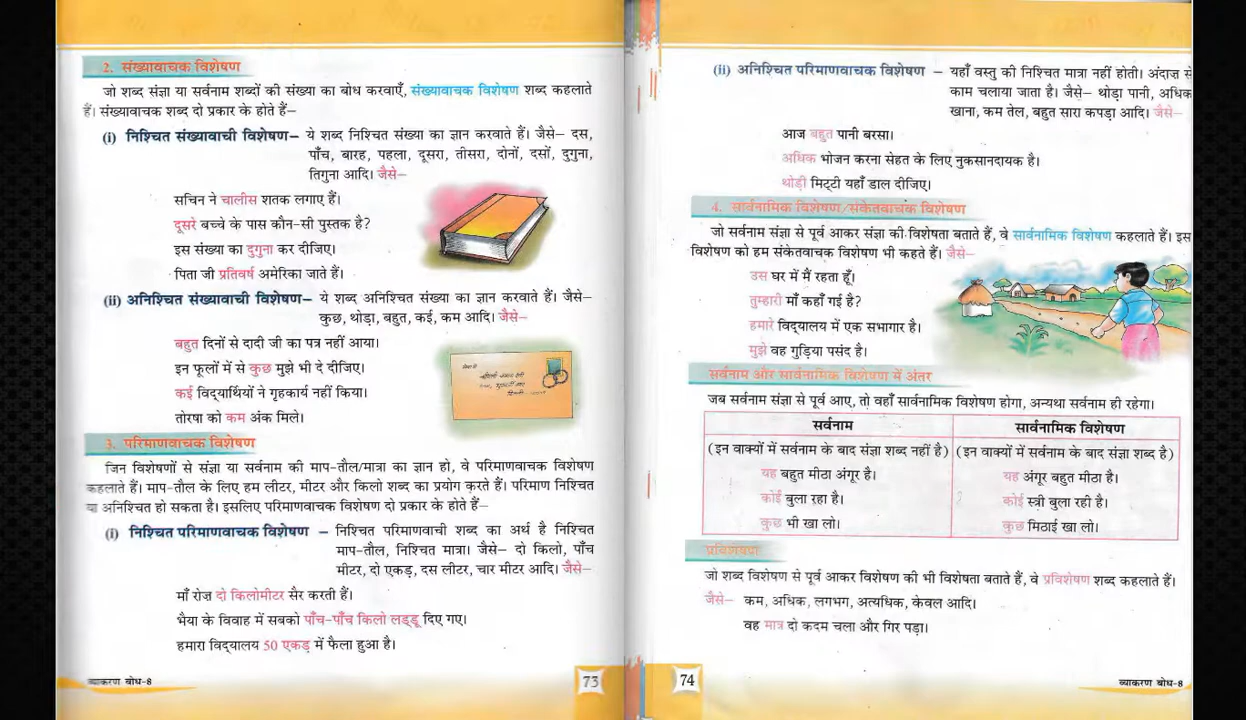 2. संख्यावाचक विशेषण
जो शब्द संज्ञा या सर्वनाम शब्दों की संख्या का बोध करवाएँ, संख्यावाचक विशेषण शब्द कहलाते
हैं। संख्यावाचक शब्द दो प्रकार के होते हैं–
(i) निश्चित संख्यावाची विशेषण– ये शब्द निश्चित संख्या का ज्ञान करवाते हैं। जैसे– दस,
पाँच, बारह, पहला, दूसरा, तीसरा, दोनों, दसों, दुगुना,
तिगुना आदि। जैसे–
सचिन ने चालीस शतक लगाए हैं।
दूसरे बच्चे के पास कौन-सी पुस्तक है?
इस संख्या का दुगुना कर दीजिए।
पिता जी प्रतिवर्ष अमेरिका जाते हैं।
(ii) अनिश्चित संख्यावाची विशेषण– ये शब्द अनिश्चित संख्या का ज्ञान करवाते हैं। जैसे–
कुछ, थोड़ा, बहुत, कई, कम आदि। जैसे–
बहुत दिनों से दादी जी का पत्र नहीं आया।
इन फूलों में से कुछ मुझे भी दे दीजिए।
कई विद्यार्थियों ने गृहकार्य नहीं किया।
तोरषा को कम अंक मिले।
3. परिमाणवाचक विशेषण
जिन विशेषणों से संज्ञा या सर्वनाम की माप-तौल/मात्रा का ज्ञान हो, वे परिमाणवाचक विशेषण
कहलाते हैं। माप-तौल के लिए हम लीटर, मीटर और किलो शब्द का प्रयोग करते हैं। परिमाण निश्चित
या अनिश्चित हो सकता है। इसलिए परिमाणवाचक विशेषण दो प्रकार के होते हैं–
(i) निश्चित परिमाणवाचक विशेषण – निश्चित परिमाणवाची शब्द का अर्थ है निश्चित
माप-तौल, निश्चित मात्रा। जैसे– दो किलो, पाँच
मीटर, दो एकड़, दस लीटर, चार मीटर आदि। जैसे–
माँ रोज़ दो किलोमीटर सैर करती हैं।
भैया के विवाह में सबको पाँच-पाँच किलो लड्डू दिए गए।
हमारा विद्यालय 50 एकड़ में फैला हुआ है।
व्याकरण बोध-8
73
(ii) अनिश्चित परिमाणवाचक विशेषण – यहाँ वस्तु की निश्चित मात्रा नहीं होती। अंदाज़ से
काम चलाया जाता है। जैसे– थोड़ा पानी, अधिक
खाना, कम तेल, बहुत सारा कपड़ा आदि। जैसे–
आज बहुत पानी बरसा।
अधिक भोजन करना सेहत के लिए नुकसानदायक है।
थोड़ी मिट्टी यहाँ डाल दीजिए।
4. सार्वनामिक विशेषण/संकेतवाचक विशेषण
जो सर्वनाम संज्ञा से पूर्व आकर संज्ञा की विशेषता बताते हैं, वे सार्वनामिक विशेषण कहलाते हैं। इस
विशेषण को हम संकेतवाचक विशेषण भी कहते हैं। जैसे–
उस घर में मैं रहता हूँ।
तुम्हारी माँ कहाँ गई है?
हमारे विद्यालय में एक सभागार है।
मुझे वह गुड़िया पसंद है।
सर्वनाम और सार्वनामिक विशेषण में अंतर
जब सर्वनाम संज्ञा से पूर्व आए, तो वहाँ सार्वनामिक विशेषण होगा, अन्यथा सर्वनाम ही रहेगा।
सर्वनाम सार्वनामिक विशेषण
(इन वाक्यों में सर्वनाम के बाद संज्ञा शब्द नहीं है) (इन वाक्यों में सर्वनाम के बाद संज्ञा शब्द है)
यह बहुत मीठा अंगूर है। यह अंगूर बहुत मीठा है।
कोई बुला रहा है। कोई स्त्री बुला रही है।
कुछ भी खा लो। कुछ मिठाई खा लो।
प्रविशेषण
जो शब्द विशेषण से पूर्व आकर विशेषण की भी विशेषता बताते हैं, वे प्रविशेषण शब्द कहलाते हैं।
जैसे– कम, अधिक, लगभग, अत्यधिक, केवल आदि।
वह मात्र दो कदम चला और गिर पड़ा।
74
व्याकरण बोध-8